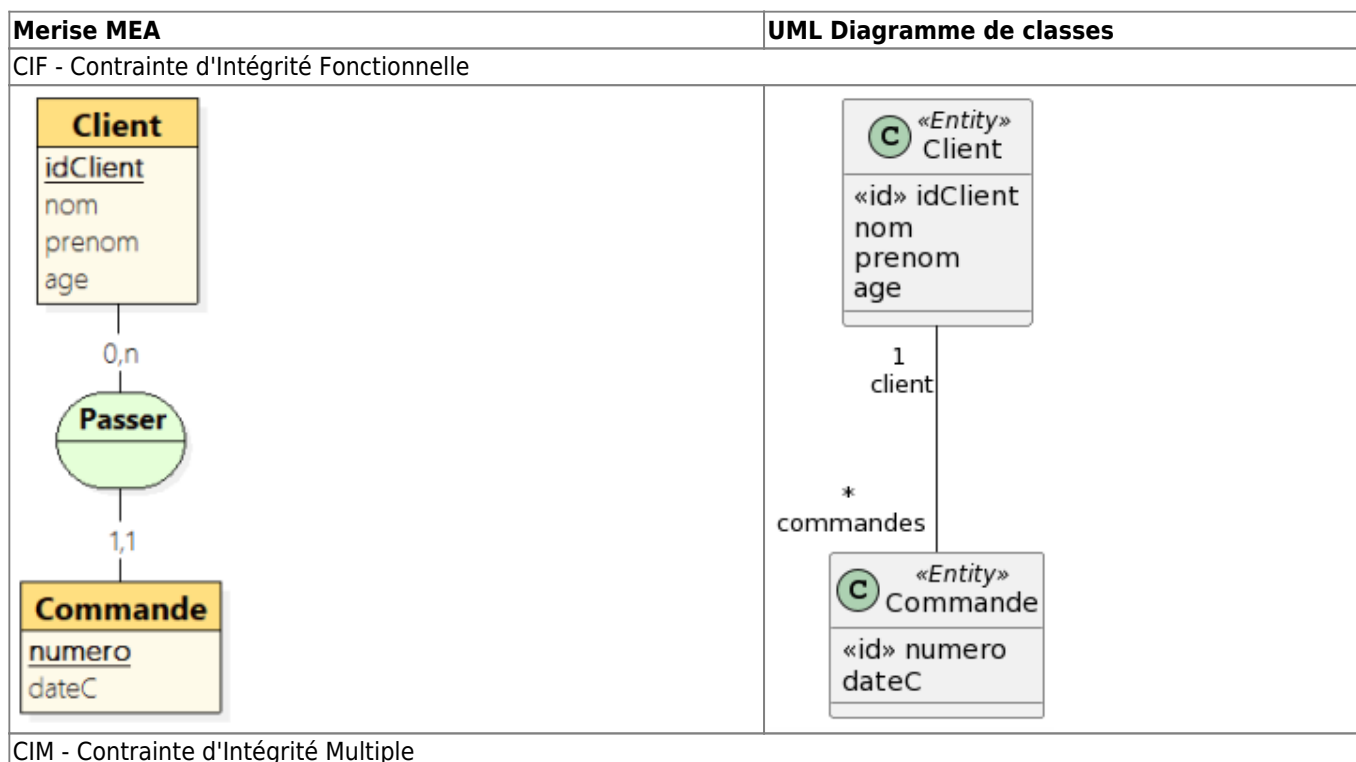 Merise MEA
UML Diagramme de classes
CIF - Contrainte d'Intégrité Fonctionnelle
Client
idClient
nom
prenom
age
0,n
Passer
1,1
Commande
numero
dateC
C
«Entity»
Client
«id» idClient
nom
prenom
age
1
client
*
commandes
C
«Entity»
Commande
«id» numero
dateC
CIM - Contrainte d'Intégrité Multiple